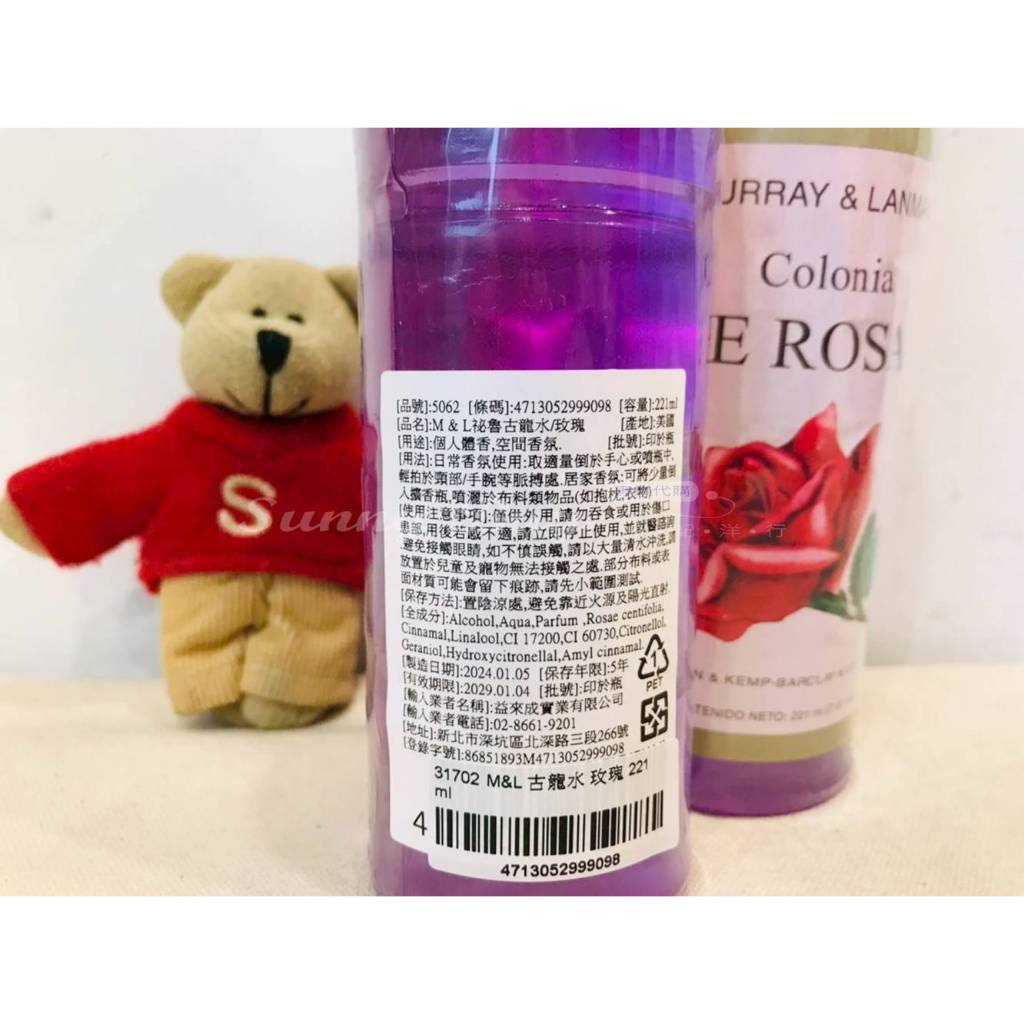 [品號]:5062 [條碼]:4713052999098 [容量]:221ml
[品名]:M & L祕魯古龍水/玫瑰 [產地]:美國
[用途]:個人體香,空間香氛. [批號]:印於瓶
[用法]:日常香氛使用:取適量倒於手心或噴瓶中,
輕拍於頸部/手腕等脈搏處.居家香氛:可將少量倒
入擴香瓶,噴灑於布料類物品(如抱枕,衣物)
[使用注意事項]:僅供外用,請勿吞食或用於傷口
患部,用後若感不適,請立即停止使用,並就醫諮詢
.避免接觸眼睛,如不慎誤觸,請以大量清水沖洗,請
放置於兒童及寵物無法接觸之處.部分布料或表
面材質可能會留下痕跡,請先小範圍測試.
[保存方法]:置陰涼處,避免靠近火源及陽光直射.
[全成分]:Alcohol,Aqua,Parfum ,Rosae centifolia,
Cinnamal,Linalool,CI 17200,CI 60730,Citronellol,
Geraniol,Hydroxycitronellal,Amyl cinnamal.
[製造日期]:2024.01.05 [保存年限]:5年
[有效期限]:2029.01.04 [批號]:印於瓶
[輸入業者名稱]:益來成實業有限公司
[輸入業者電話]:02-8661-9201
[地址]:新北市深坑區北深路三段266號
[登錄字號]:86851893M4713052999098
1
PET
31702 M&L 古龍水 玫瑰 221
ml
4
4713052999098
URRAY & LANMA
Colonia
E ROSA
& KEMP-BARCLAY
TENIDO NETO: 221 ml
S
Sunn
代購
洋行